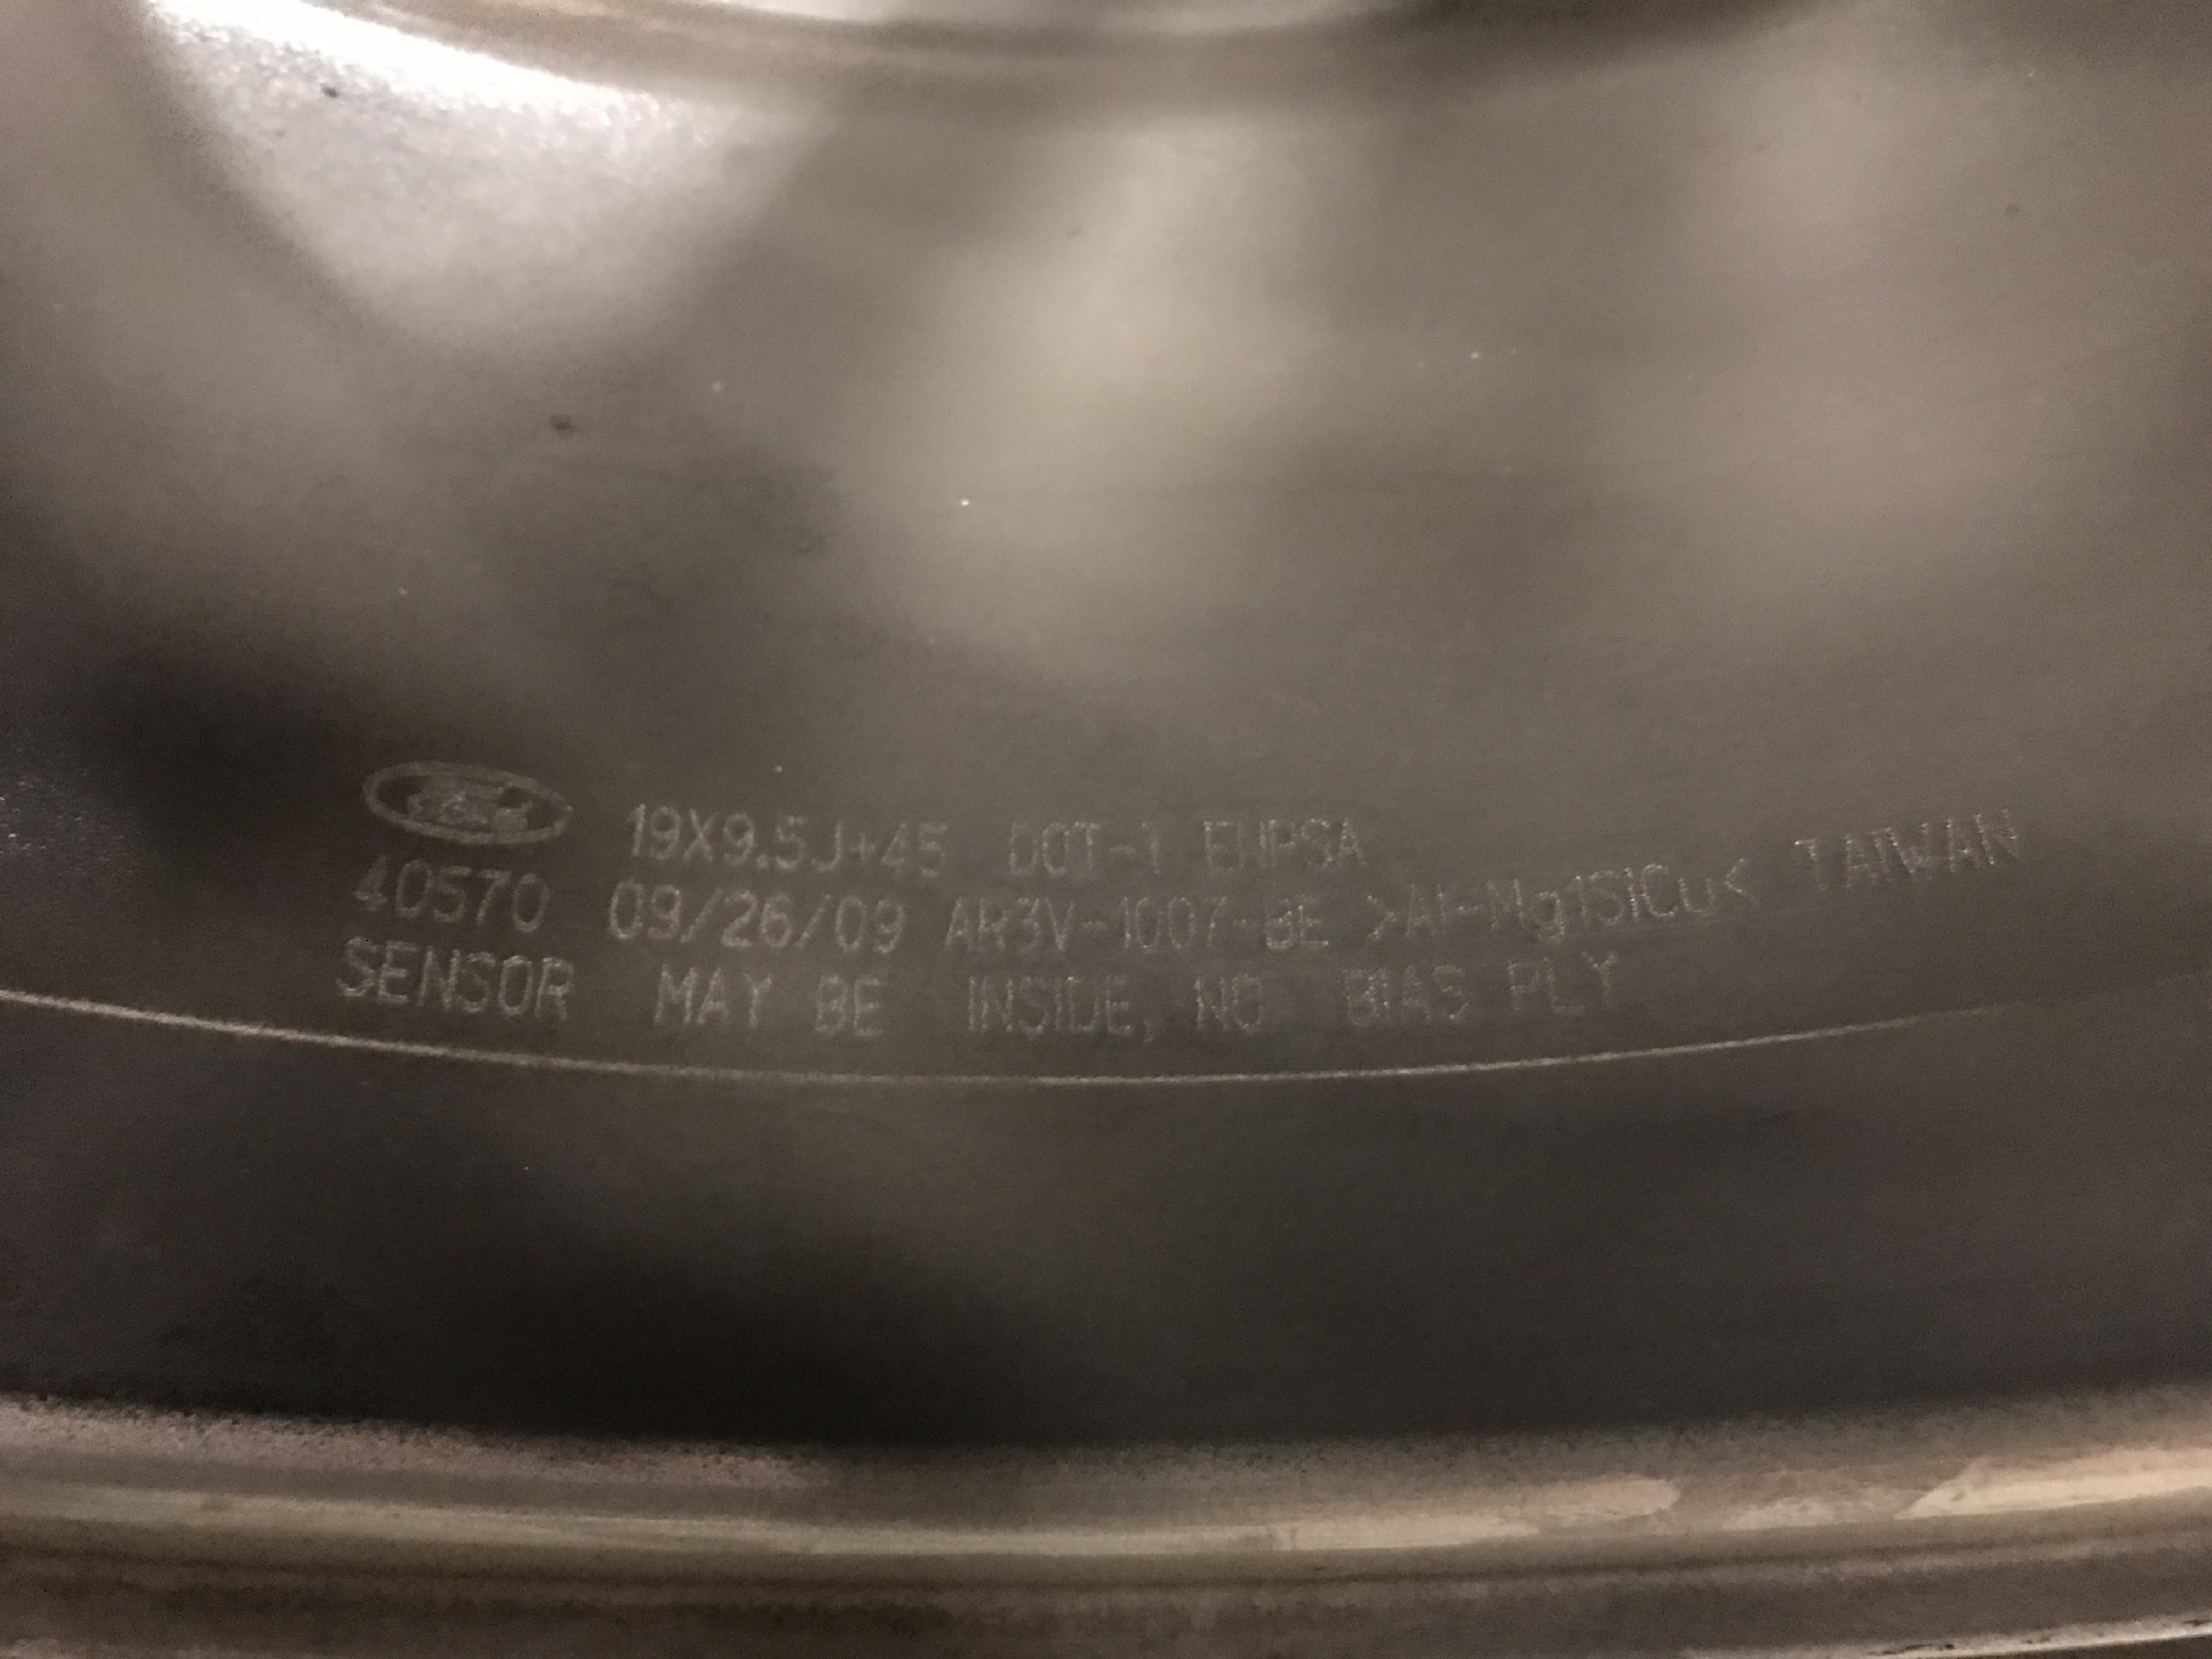 19X9.5J+45 DOT-1 ENPSA
40570 09/26/09 AR3V-1007-BE >Al-Mg1SiCu< TAIWAN
SENSOR MAY BE INSIDE, NO BIAS PLY